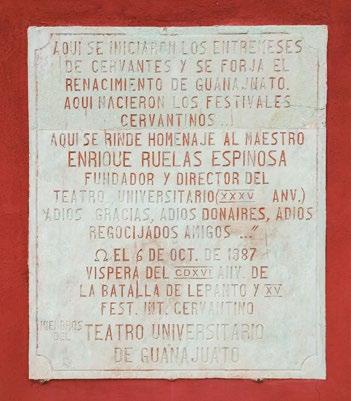 AQUI SE INICIARON LOS ENTREMESES
DE CERVANTES Y SE FORJA EL
RENACIMIENTO DE GUANAJUATO.
AQUI NACIERON LOS FESTIVALES
CERVANTINOS...
AQUI SE RINDE HOMENAJE AL MAESTRO
ENRIQUE RUELAS ESPINOSA
FUNDADOR Y DIRECTOR DEL
TEATRO UNIVERSITARIO (XXXV ANV.)
"ADIOS GRACIAS, ADIOS DONAIRES, ADIOS
REGOCIJADOS AMIGOS ..."
Ω EL 6 DE OCT. DE 1987
VISPERA DEL CDXVI ANV. DE
LA BATALLA DE LEPANTO Y XV
FEST. INT. CERVANTINO
MIEMBROS
DEL TEATRO UNIVERSITARIO
DE GUANAJUATO